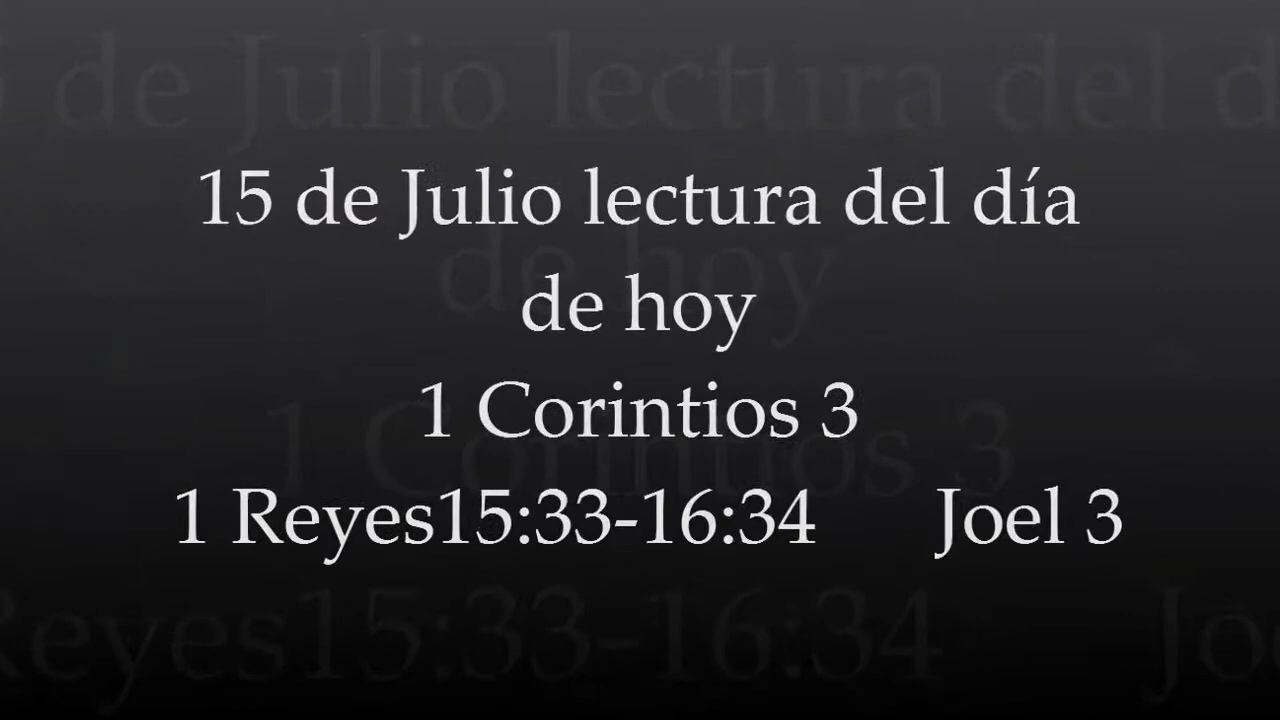 15 de Julio lectura del día
de hoy
1 Corintios 3
1 Reyes15:33-16:34 Joel 3